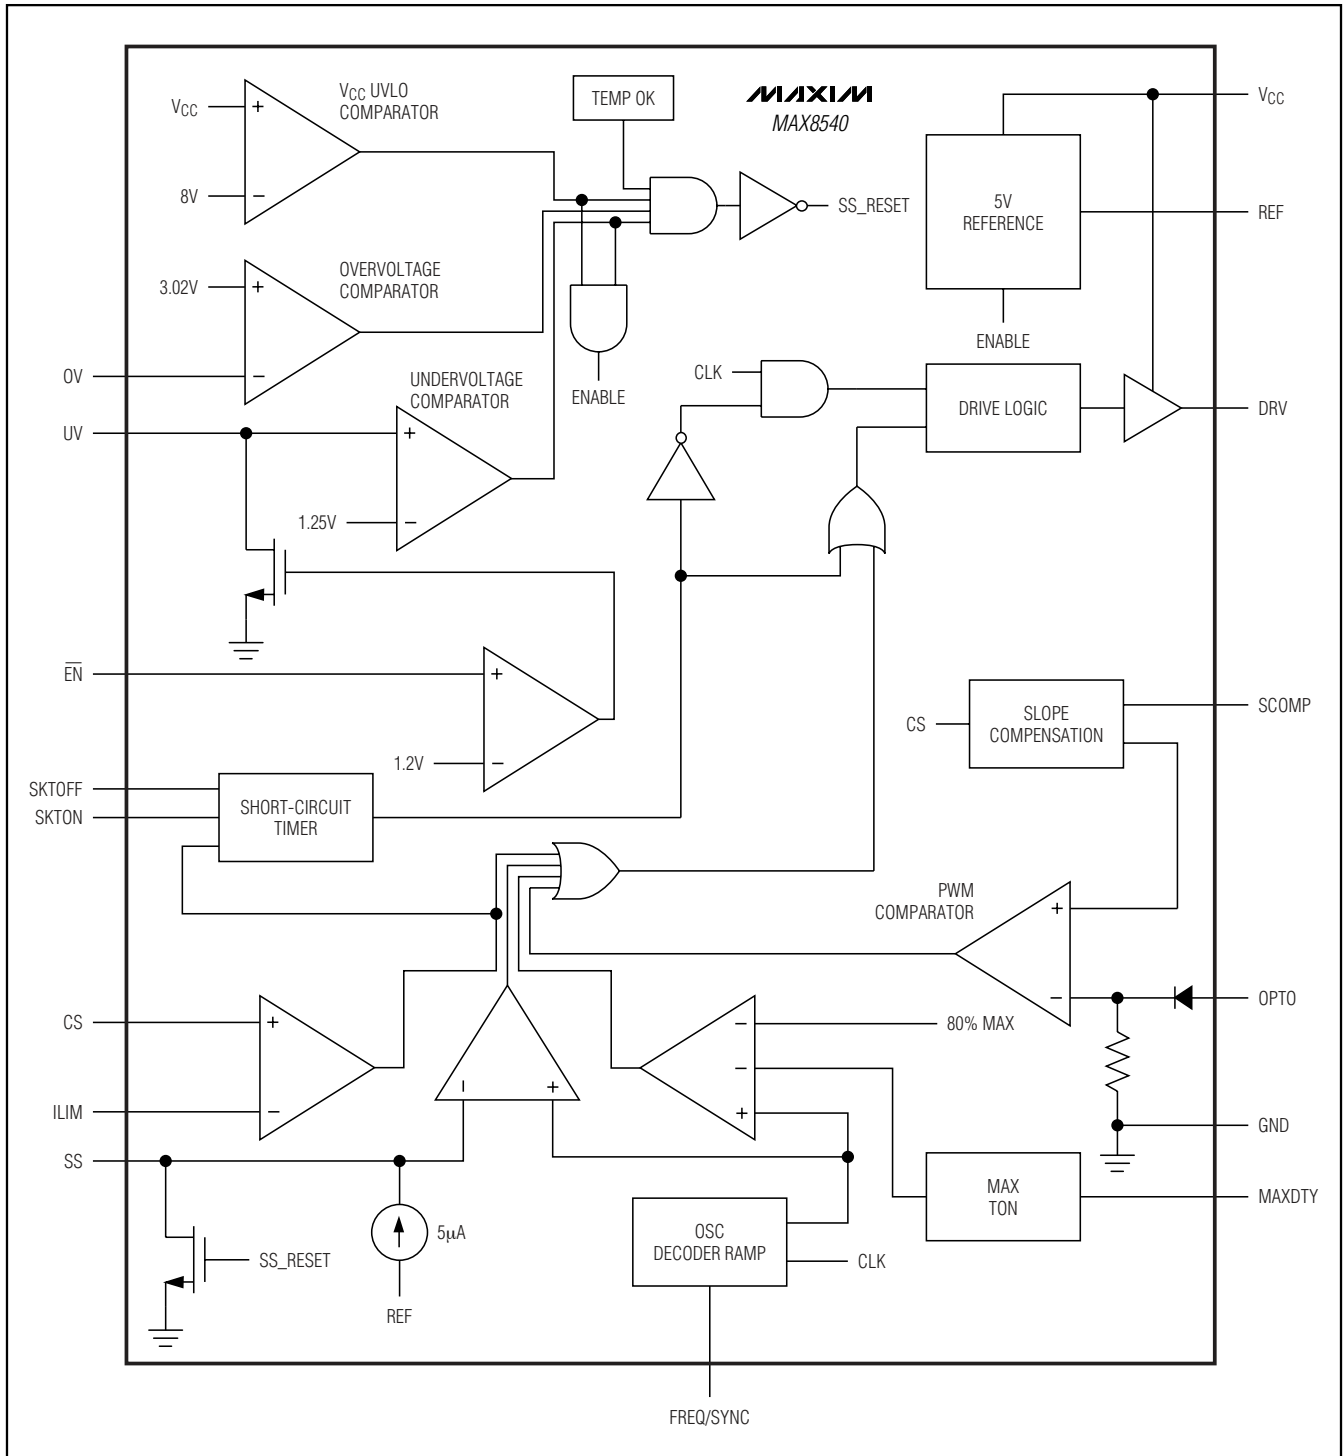 VCC UVLO
COMPARATOR
VCC
+
8V
−
TEMP OK
MAXIM
MAX8540
SS_RESET
VCC
5V
REFERENCE
REF
ENABLE
OVERVOLTAGE
COMPARATOR
3.02V
+
OV
−
ENABLE
UNDERVOLTAGE
COMPARATOR
UV
+
1.25V
−
CLK
DRIVE LOGIC
DRV
EN
+
1.2V
−
SKTOFF
SKTON
SHORT-CIRCUIT
TIMER
CS
SLOPE
COMPENSATION
SCOMP
PWM
COMPARATOR
+
−
OPTO
CS
+
ILIM
−
− +
−
80% MAX
−
+
GND
SS
MAX
TON
MAXDTY
5µA
SS_RESET
REF
OSC
DECODER RAMP
CLK
FREQ/SYNC